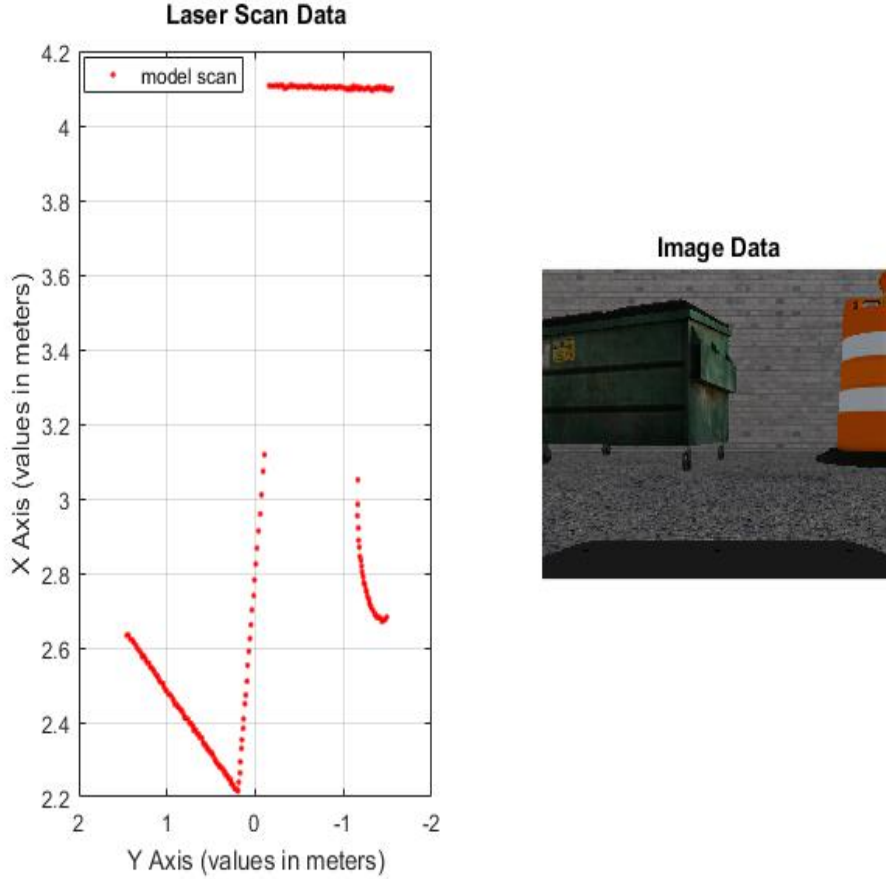 Laser Scan Data
model scan
4.2
4
3.8
3.6
3.4
3.2
3
2.8
2.6
2.4
2.2
X Axis (values in meters)
2 1 0 -1 -2
Y Axis (values in meters)
Image Data